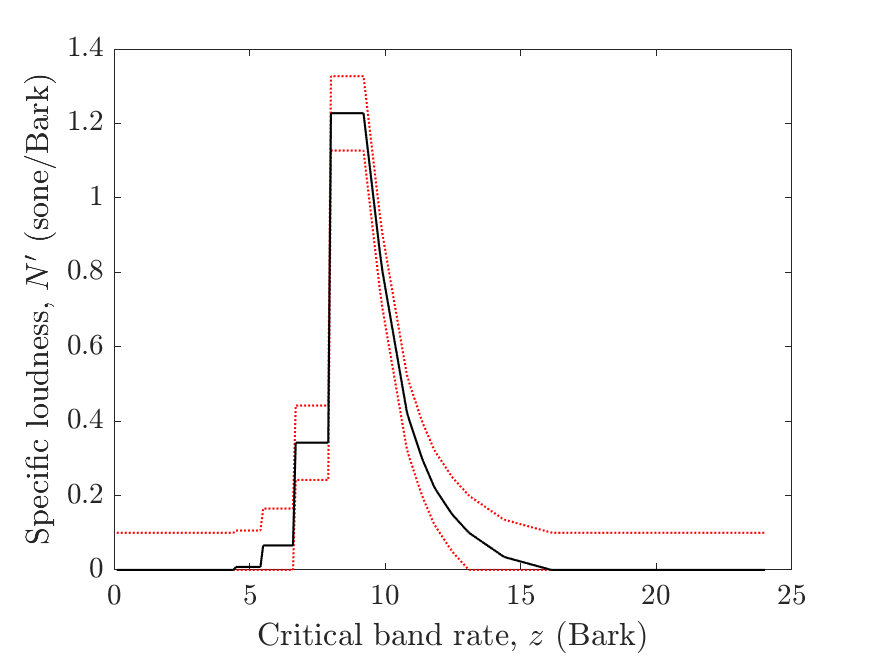 1.4
1.2
1
0.8
0.6
0.4
0.2
0
0 5 10 15 20 25
Specific loudness, N′ (sone/Bark)
Critical band rate, z (Bark)